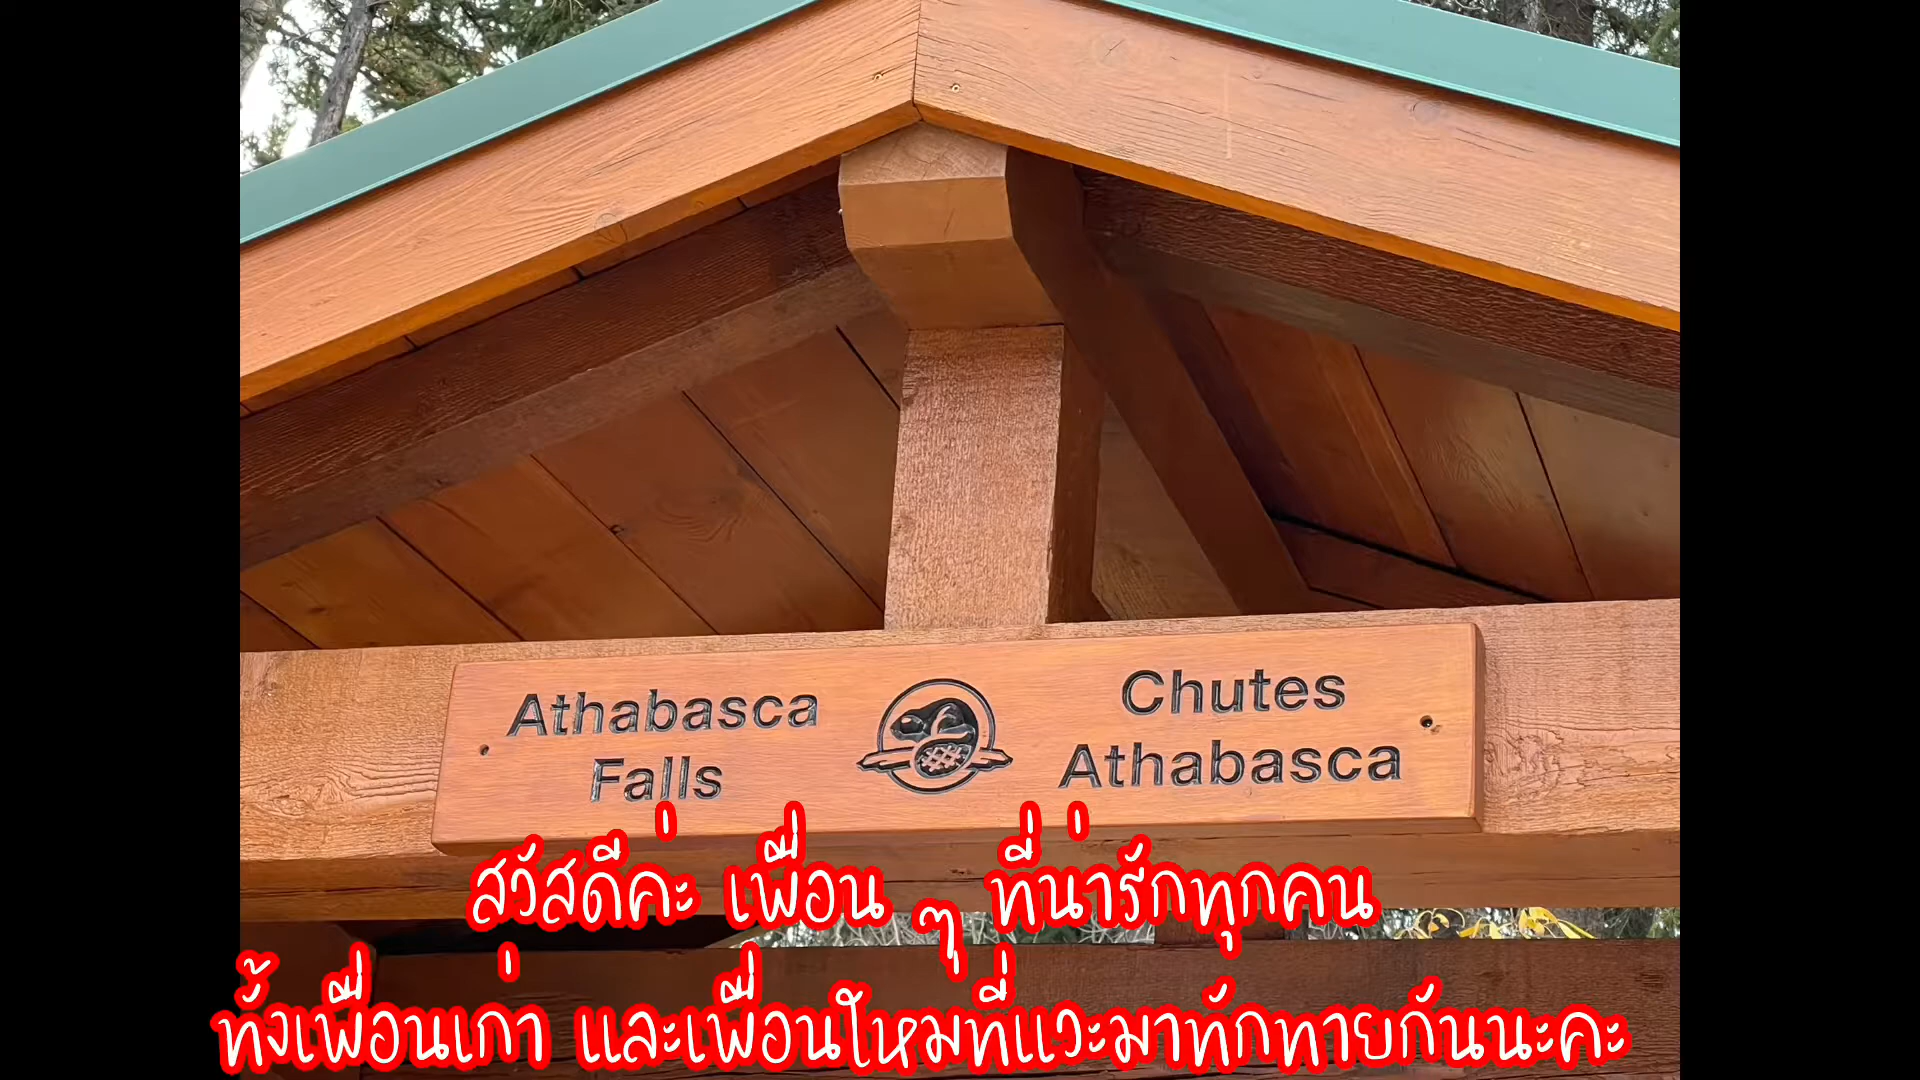 Athabasca
Falls
Chutes
Athabasca
สวัสดีค่ะ เพื่อน ๆ ที่น่ารักทุกคน
ทั้งเพื่อนเก่า และเพื่อนใหมที่แวะมาทักทายกันนะคะ